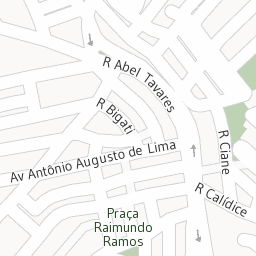 R Abel Tavares
R Bigati
R Ciane
Av Antônio Augusto de Lima
R Calídice
Praça
Raimundo
Ramos